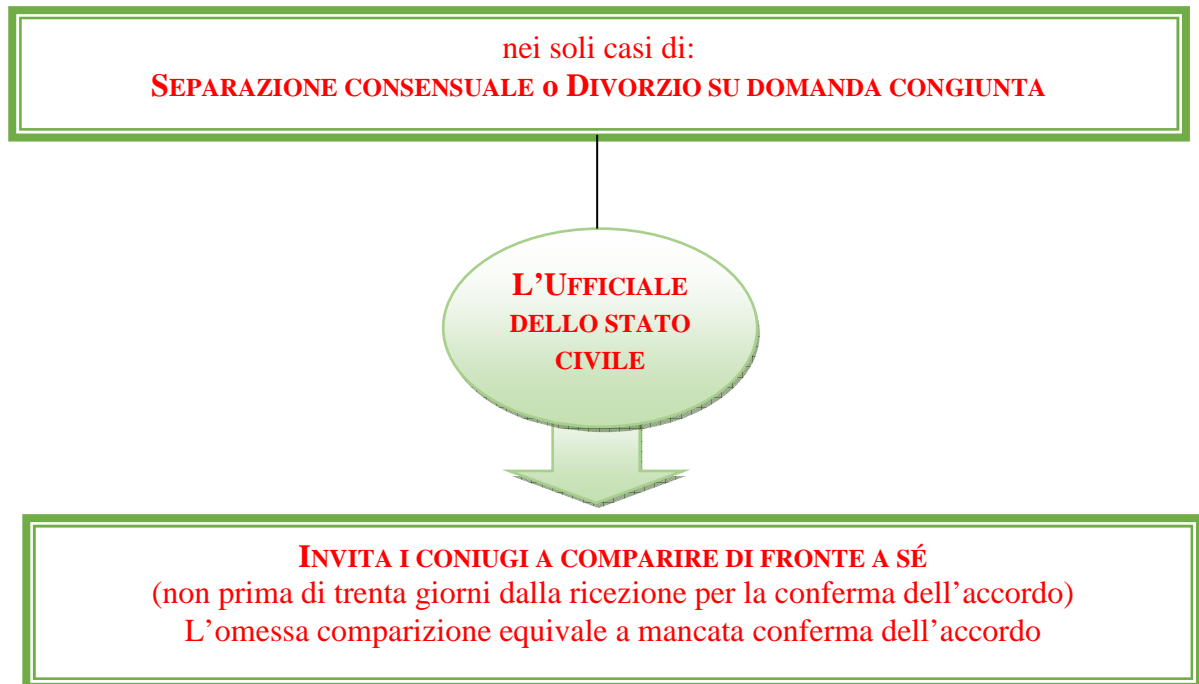 nei soli casi di:
SEPARAZIONE CONSENSUALE o DIVORZIO SU DOMANDA CONGIUNTA
L’UFFICIALE
DELLO STATO
CIVILE
INVITA I CONIUGI A COMPARIRE DI FRONTE A SÉ
(non prima di trenta giorni dalla ricezione per la conferma dell’accordo)
L’omessa comparizione equivale a mancata conferma dell’accordo